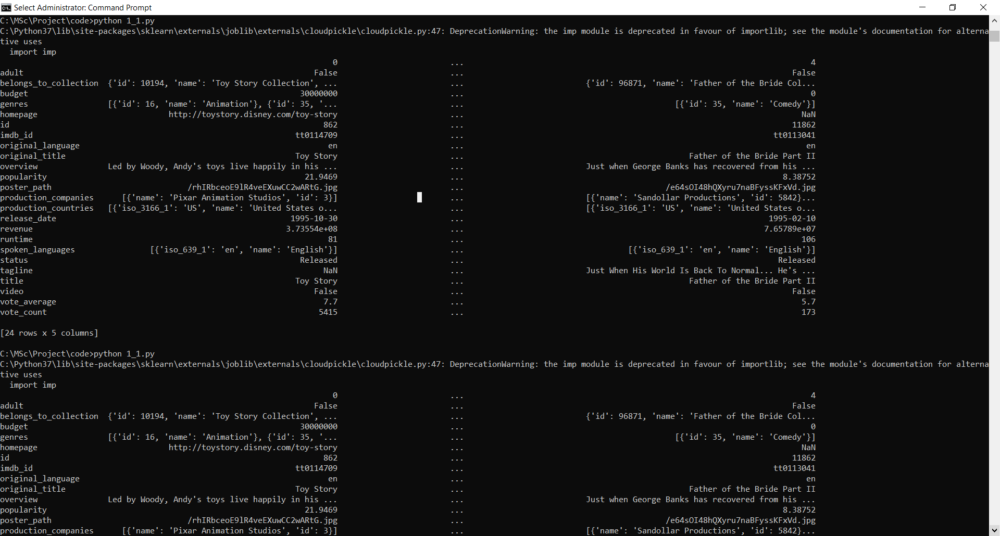 Select Administrator: Command Prompt
C:\MSc\Project\code>python 1_1.py
C:\Python37\lib\site-packages\sklearn\externals\joblib\externals\cloudpickle\cloudpickle.py:47: DeprecationWarning: the imp module is deprecated in favour of importlib; see the module's documentation for alterna
tive uses
  import imp
0 ... 4
adult False ... False
belongs_to_collection {'id': 10194, 'name': 'Toy Story Collection', ... ... {'id': 96871, 'name': 'Father of the Bride Col...
budget 30000000 ... 0
genres [{'id': 16, 'name': 'Animation'}, {'id': 35, '... ... [{'id': 35, 'name': 'Comedy'}]
homepage http://toystory.disney.com/toy-story ... NaN
id 862 ... 11862
imdb_id tt0114709 ... tt0113041
original_language en ... en
original_title Toy Story ... Father of the Bride Part II
overview Led by Woody, Andy's toys live happily in his ... ... Just when George Banks has recovered from his ...
popularity 21.9469 ... 8.38752
poster_path /rhIRbceoE9lR4veEXuwCC2wARtG.jpg ... /e64sOI48hQXyru7naBFyssKFxVd.jpg
production_companies [{'name': 'Pixar Animation Studios', 'id': 3}] ... [{'name': 'Sandollar Productions', 'id': 5842}...
production_countries [{'iso_3166_1': 'US', 'name': 'United States o... ... [{'iso_3166_1': 'US', 'name': 'United States o...
release_date 1995-10-30 ... 1995-02-10
revenue 3.73554e+08 ... 7.65789e+07
runtime 81 ... 106
spoken_languages [{'iso_639_1': 'en', 'name': 'English'}] ... [{'iso_639_1': 'en', 'name': 'English'}]
status Released ... Released
tagline NaN ... Just When His World Is Back To Normal... He's ...
title Toy Story ... Father of the Bride Part II
video False ... False
vote_average 7.7 ... 5.7
vote_count 5415 ... 173
[24 rows x 5 columns]
C:\MSc\Project\code>python 1_1.py
C:\Python37\lib\site-packages\sklearn\externals\joblib\externals\cloudpickle\cloudpickle.py:47: DeprecationWarning: the imp module is deprecated in favour of importlib; see the module's documentation for alterna
tive uses
  import imp
0 ... 4
adult False ... False
belongs_to_collection {'id': 10194, 'name': 'Toy Story Collection', ... ... {'id': 96871, 'name': 'Father of the Bride Col...
budget 30000000 ... 0
genres [{'id': 16, 'name': 'Animation'}, {'id': 35, '... ... [{'id': 35, 'name': 'Comedy'}]
homepage http://toystory.disney.com/toy-story ... NaN
id 862 ... 11862
imdb_id tt0114709 ... tt0113041
original_language en ... en
original_title Toy Story ... Father of the Bride Part II
overview Led by Woody, Andy's toys live happily in his ... ... Just when George Banks has recovered from his ...
popularity 21.9469 ... 8.38752
poster_path /rhIRbceoE9lR4veEXuwCC2wARtG.jpg ... /e64sOI48hQXyru7naBFyssKFxVd.jpg
production_companies [{'name': 'Pixar Animation Studios', 'id': 3}] ... [{'name': 'Sandollar Productions', 'id': 5842}...